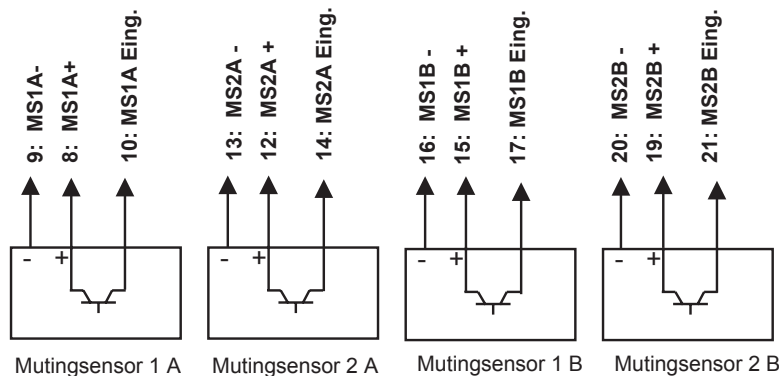 9: MS1A-
8: MS1A+
10: MS1A Eing.
13: MS2A -
12: MS2A +
14: MS2A Eing.
16: MS1B -
15: MS1B +
17: MS1B Eing.
20: MS2B -
19: MS2B +
21: MS2B Eing.
- +
- +
- +
- +
Mutingsensor 1 A
Mutingsensor 2 A
Mutingsensor 1 B
Mutingsensor 2 B